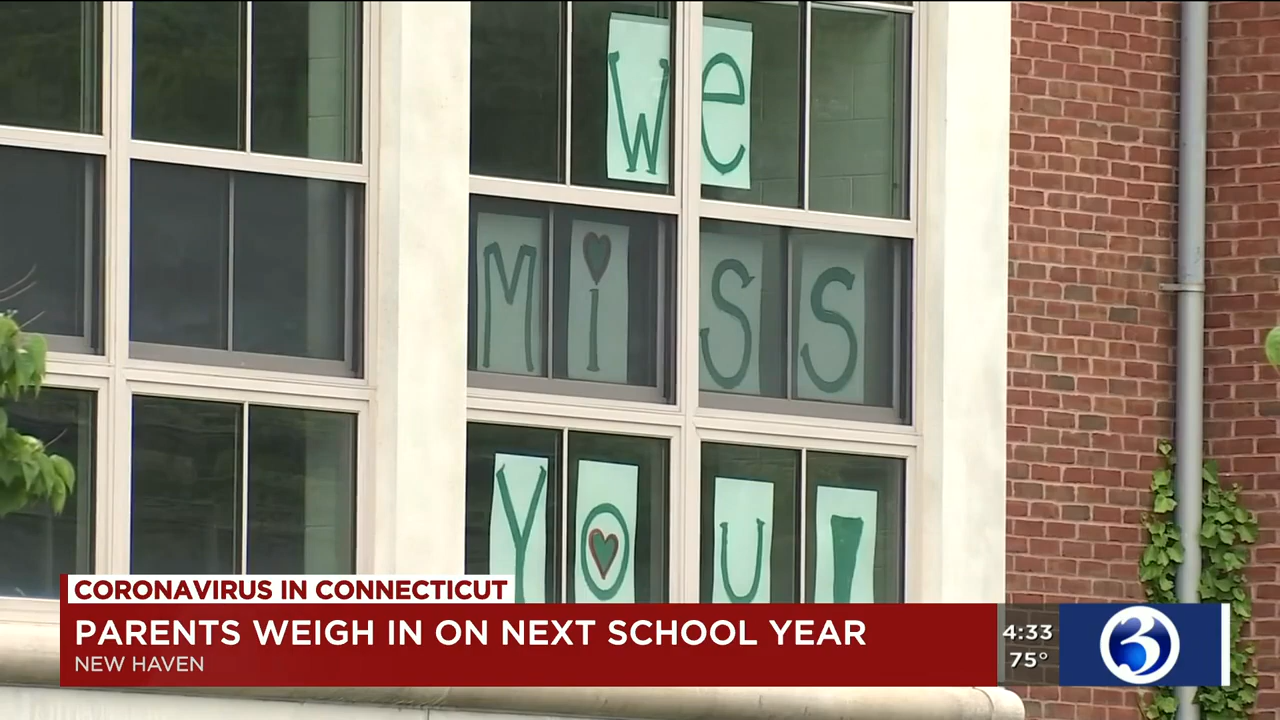 We
Miss
You!
CORONAVIRUS IN CONNECTICUT
PARENTS WEIGH IN ON NEXT SCHOOL YEAR
NEW HAVEN
4:33
75°
3